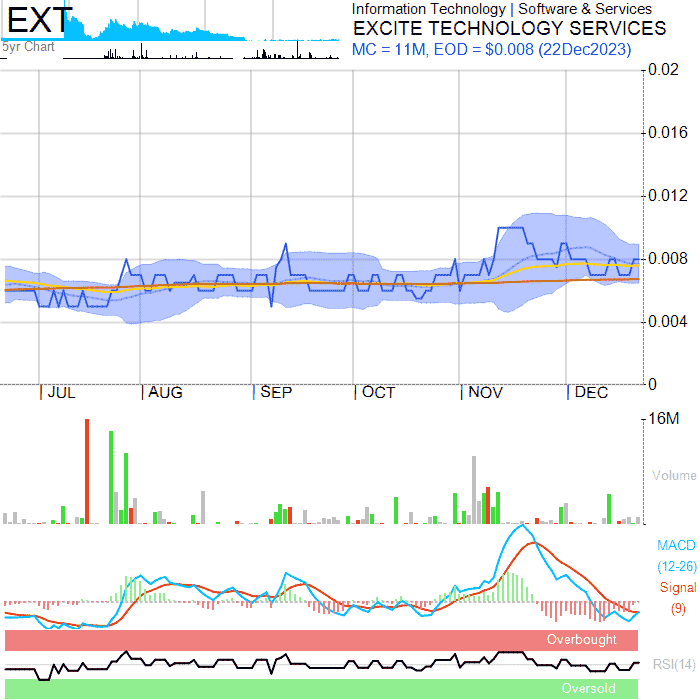 EXT
5yr Chart
Information Technology | Software & Services
EXCITE TECHNOLOGY SERVICES
MC = 11M, EOD = $0.008 (22Dec2023)
0.02
0.016
0.012
0.008
0.004
0
| JUL | AUG | SEP | OCT | NOV | DEC
16M
Volume
MACD
(12-26)
Signal
(9)
Overbought
RSI(14)
Oversold